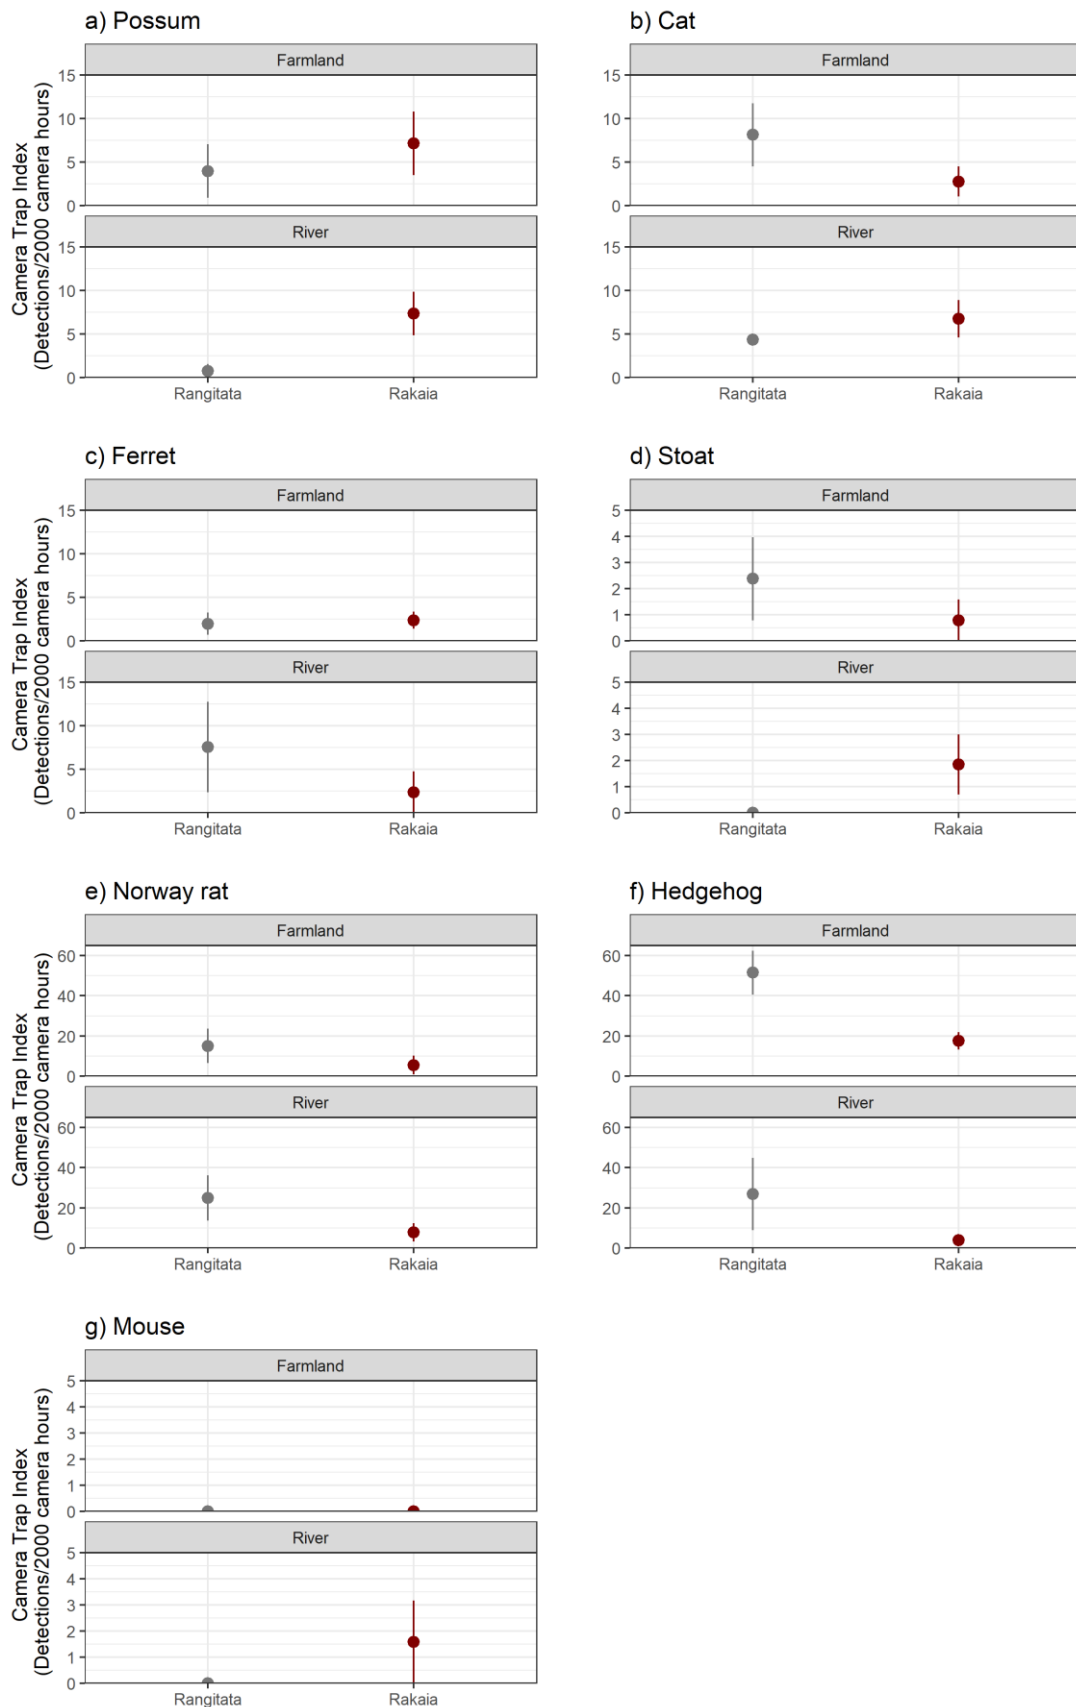 a) Possum
Farmland
15
10
5
0
River
15
10
5
0
Rangitata Rakaia
Camera Trap Index
(Detections/2000 camera hours)
b) Cat
Farmland
15
10
5
0
River
15
10
5
0
Rangitata Rakaia
c) Ferret
Farmland
15
10
5
0
River
15
10
5
0
Rangitata Rakaia
Camera Trap Index
(Detections/2000 camera hours)
d) Stoat
Farmland
5
4
3
2
1
0
River
5
4
3
2
1
0
Rangitata Rakaia
e) Norway rat
Farmland
60
40
20
0
River
60
40
20
0
Rangitata Rakaia
Camera Trap Index
(Detections/2000 camera hours)
f) Hedgehog
Farmland
60
40
20
0
River
60
40
20
0
Rangitata Rakaia
g) Mouse
Farmland
5
4
3
2
1
0
River
5
4
3
2
1
0
Rangitata Rakaia
Camera Trap Index
(Detections/2000 camera hours)